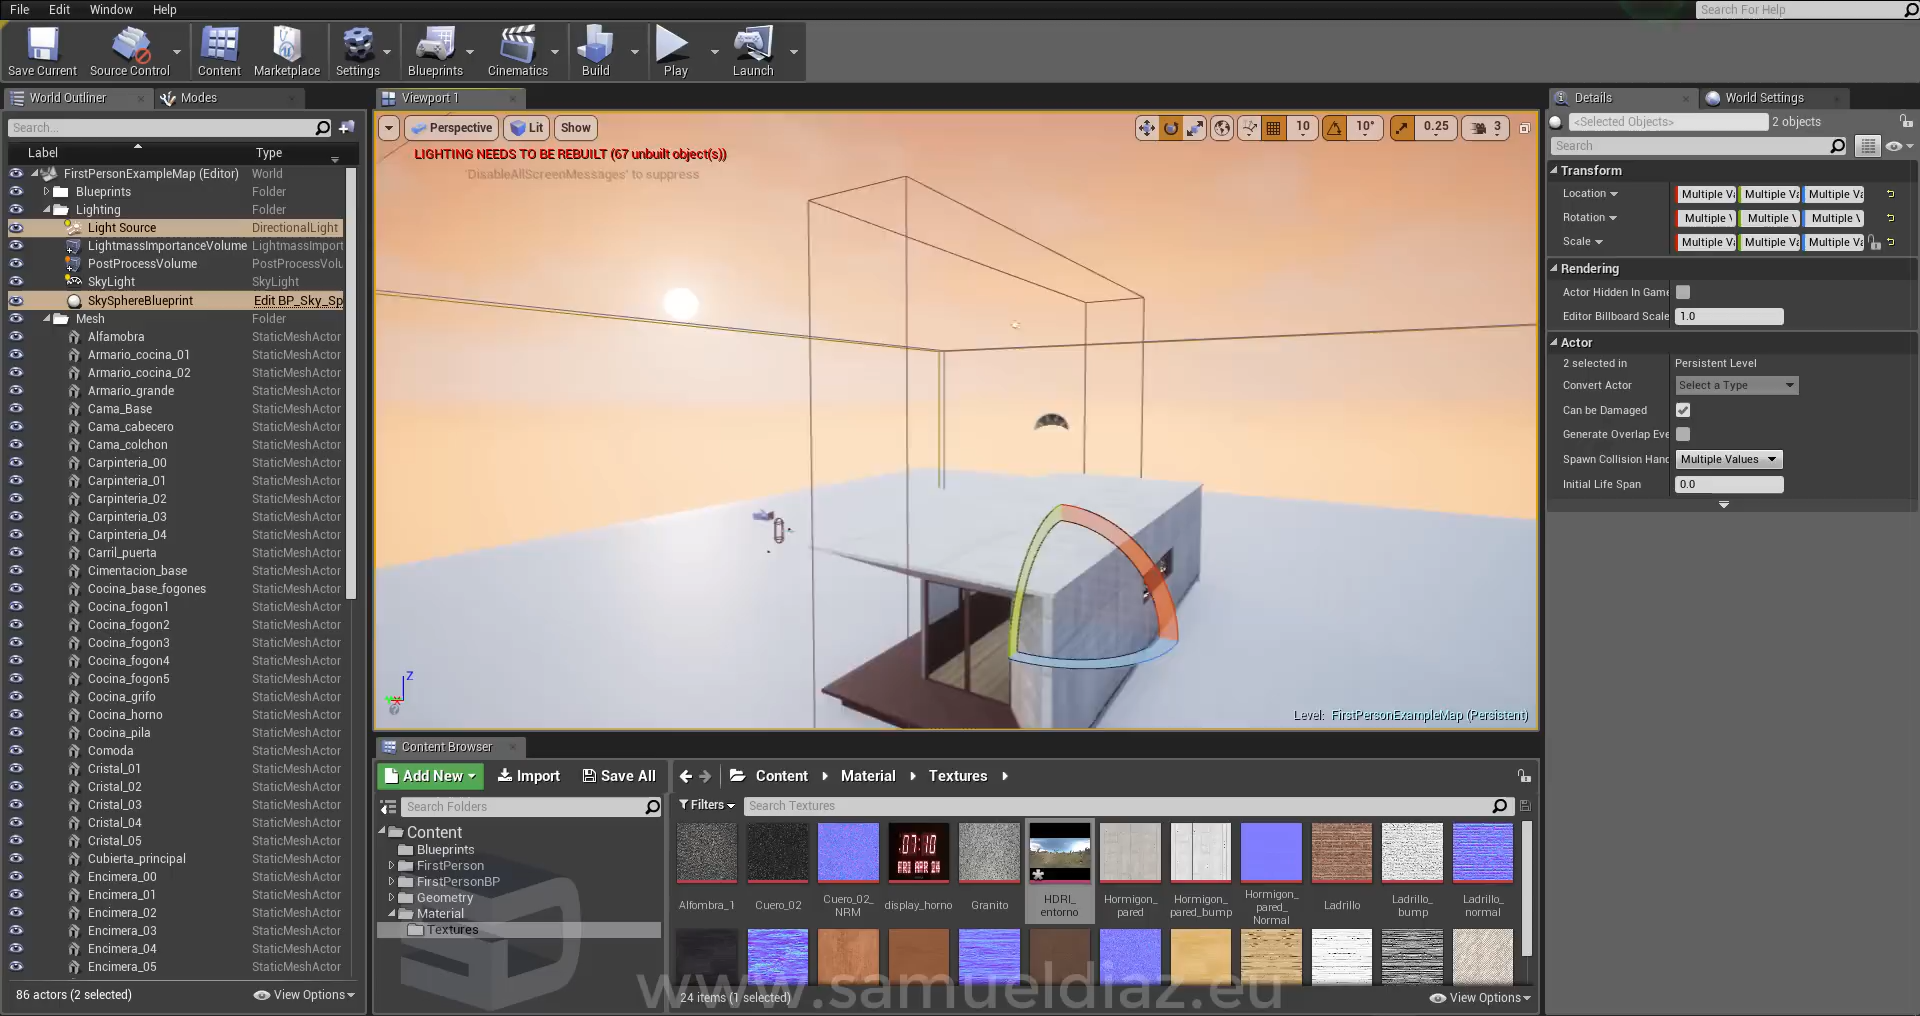 File Edit Window Help
Search For Help
Save Current Source Control Content Marketplace Settings Blueprints Cinematics Build Play Launch
World Outliner Modes
Search...
Label Type
FirstPersonExampleMap (Editor) World
Blueprints Folder
Lighting Folder
Light Source DirectionalLight
LightmassImportanceVolume LightmassImport
PostProcessVolume PostProcessVolu
SkyLight SkyLight
SkySphereBlueprint Edit BP_Sky_Sp
Mesh Folder
Alfamobra StaticMeshActor
Armario_cocina_01 StaticMeshActor
Armario_cocina_02 StaticMeshActor
Armario_grande StaticMeshActor
Cama_Base StaticMeshActor
Cama_cabecero StaticMeshActor
Cama_colchon StaticMeshActor
Carpinteria_00 StaticMeshActor
Carpinteria_01 StaticMeshActor
Carpinteria_02 StaticMeshActor
Carpinteria_03 StaticMeshActor
Carpinteria_04 StaticMeshActor
Carril_puerta StaticMeshActor
Cimentacion_base StaticMeshActor
Cocina_base_fogones StaticMeshActor
Cocina_fogon1 StaticMeshActor
Cocina_fogon2 StaticMeshActor
Cocina_fogon3 StaticMeshActor
Cocina_fogon4 StaticMeshActor
Cocina_fogon5 StaticMeshActor
Cocina_grifo StaticMeshActor
Cocina_horno StaticMeshActor
Cocina_pila StaticMeshActor
Comoda StaticMeshActor
Cristal_01 StaticMeshActor
Cristal_02 StaticMeshActor
Cristal_03 StaticMeshActor
Cristal_04 StaticMeshActor
Cristal_05 StaticMeshActor
Cubierta_principal StaticMeshActor
Encimera_00 StaticMeshActor
Encimera_01 StaticMeshActor
Encimera_02 StaticMeshActor
Encimera_03 StaticMeshActor
Encimera_04 StaticMeshActor
Encimera_05 StaticMeshActor
86 actors (2 selected) View Options
Viewport 1
Perspective Lit Show 10 10° 0.25 3
LIGHTING NEEDS TO BE REBUILT (67 unbuilt object(s))
'DisableAllScreenMessages' to suppress
Z
Level: FirstPersonExampleMap (Persistent)
Content Browser
Add New Import Save All Content Material Textures
Search Folders
Filters Search Textures
Content
Blueprints
FirstPerson
FirstPersonBP
Geometry
Material
Textures
07:10
FRI APR 24
Alfombra_1 Cuero_02 Cuero_02_NRM display_horno Granito HDRI_entorno Hormigon_pared Hormigon_pared_bump Hormigon_pared_Normal Ladrillo Ladrillo_bump Ladrillo_normal
24 items (1 selected) View Options
www.samueldiaz.eu
Details World Settings
<Selected Objects> 2 objects
Search
Transform
Location Multiple Va Multiple Va Multiple Va
Rotation Multiple V Multiple V Multiple V
Scale Multiple Va Multiple Va Multiple Va
Rendering
Actor Hidden In Game
Editor Billboard Scale 1.0
Actor
2 selected in Persistent Level
Convert Actor Select a Type
Can be Damaged
Generate Overlap Eve
Spawn Collision Hand Multiple Values
Initial Life Span 0.0